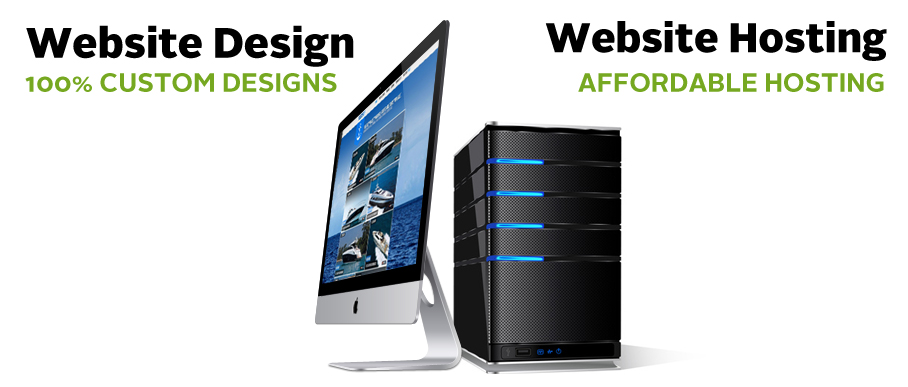 Website Design
100% CUSTOM DESIGNS
Website Hosting
AFFORDABLE HOSTING